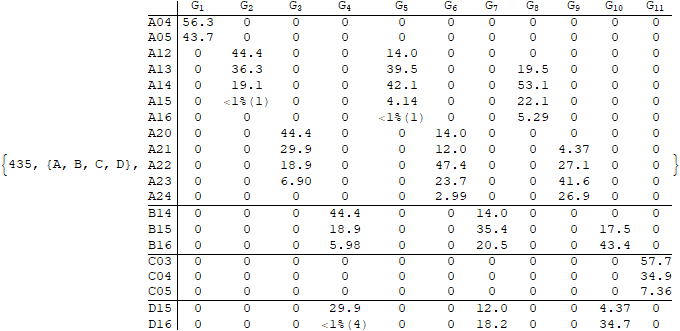 G1 G2 G3 G4 G5 G6 G7 G8 G9 G10 G11
A04 56.3 0 0 0 0 0 0 0 0 0 0
A05 43.7 0 0 0 0 0 0 0 0 0 0
A12 0 44.4 0 0 14.0 0 0 0 0 0 0
A13 0 36.3 0 0 39.5 0 0 19.5 0 0 0
A14 0 19.1 0 0 42.1 0 0 53.1 0 0 0
A15 0 <1%(1) 0 0 4.14 0 0 22.1 0 0 0
A16 0 0 0 0 <1%(1) 0 0 5.29 0 0 0
A20 0 0 44.4 0 0 14.0 0 0 0 0 0
A21 0 0 29.9 0 0 12.0 0 0 4.37 0 0
{435, {A, B, C, D}, A22 0 0 18.9 0 0 47.4 0 0 27.1 0 0 }
A23 0 0 6.90 0 0 23.7 0 0 41.6 0 0
A24 0 0 0 0 0 2.99 0 0 26.9 0 0
B14 0 0 0 44.4 0 0 14.0 0 0 0 0
B15 0 0 0 18.9 0 0 35.4 0 0 17.5 0
B16 0 0 0 5.98 0 0 20.5 0 0 43.4 0
C03 0 0 0 0 0 0 0 0 0 0 57.7
C04 0 0 0 0 0 0 0 0 0 0 34.9
C05 0 0 0 0 0 0 0 0 0 0 7.36
D15 0 0 0 29.9 0 0 12.0 0 0 4.37 0
D16 0 0 0 <1%(4) 0 0 18.2 0 0 34.7 0